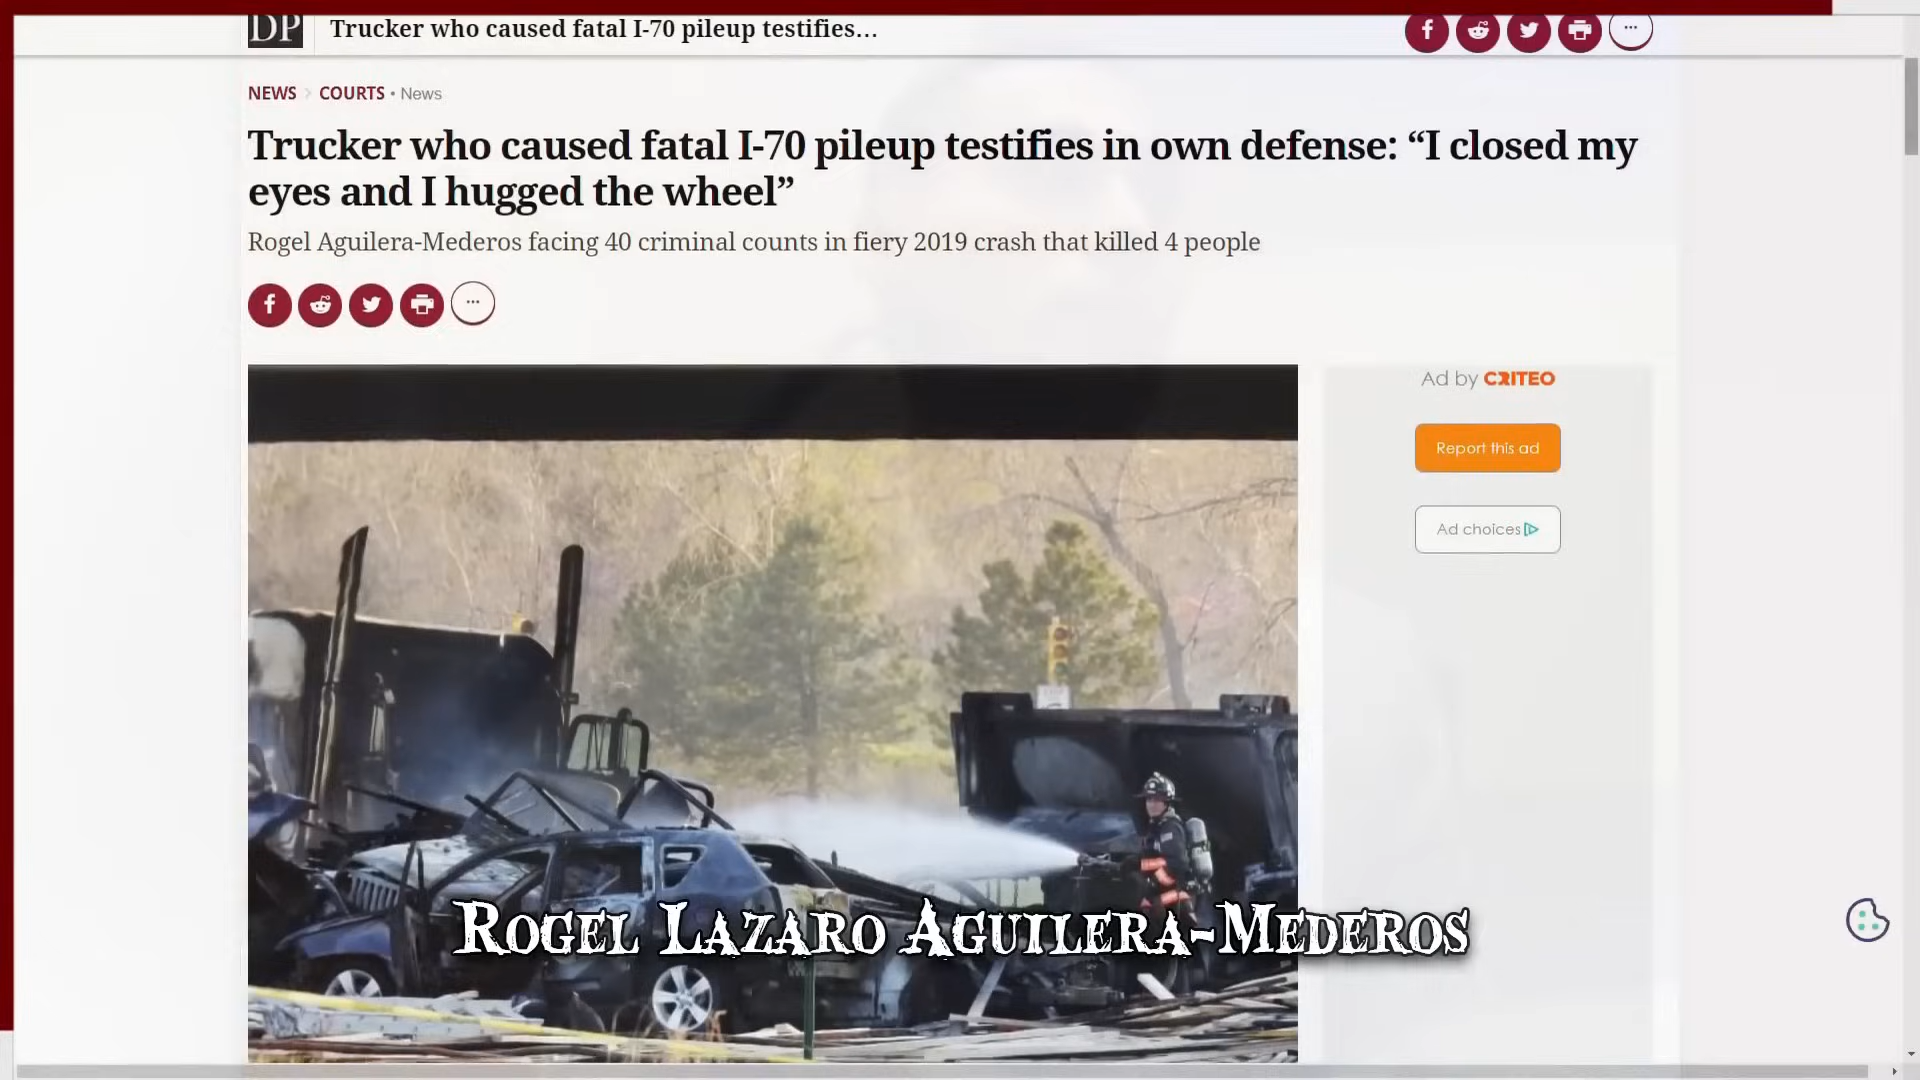 DP
Trucker who caused fatal I-70 pileup testifies...
NEWS > COURTS • News
Trucker who caused fatal I-70 pileup testifies in own defense: “I closed my
eyes and I hugged the wheel”
Rogel Aguilera-Mederos facing 40 criminal counts in fiery 2019 crash that killed 4 people
Ad by CRITEO
Report this ad
Ad choices
Rogel Lazaro Aguilera-Mederos